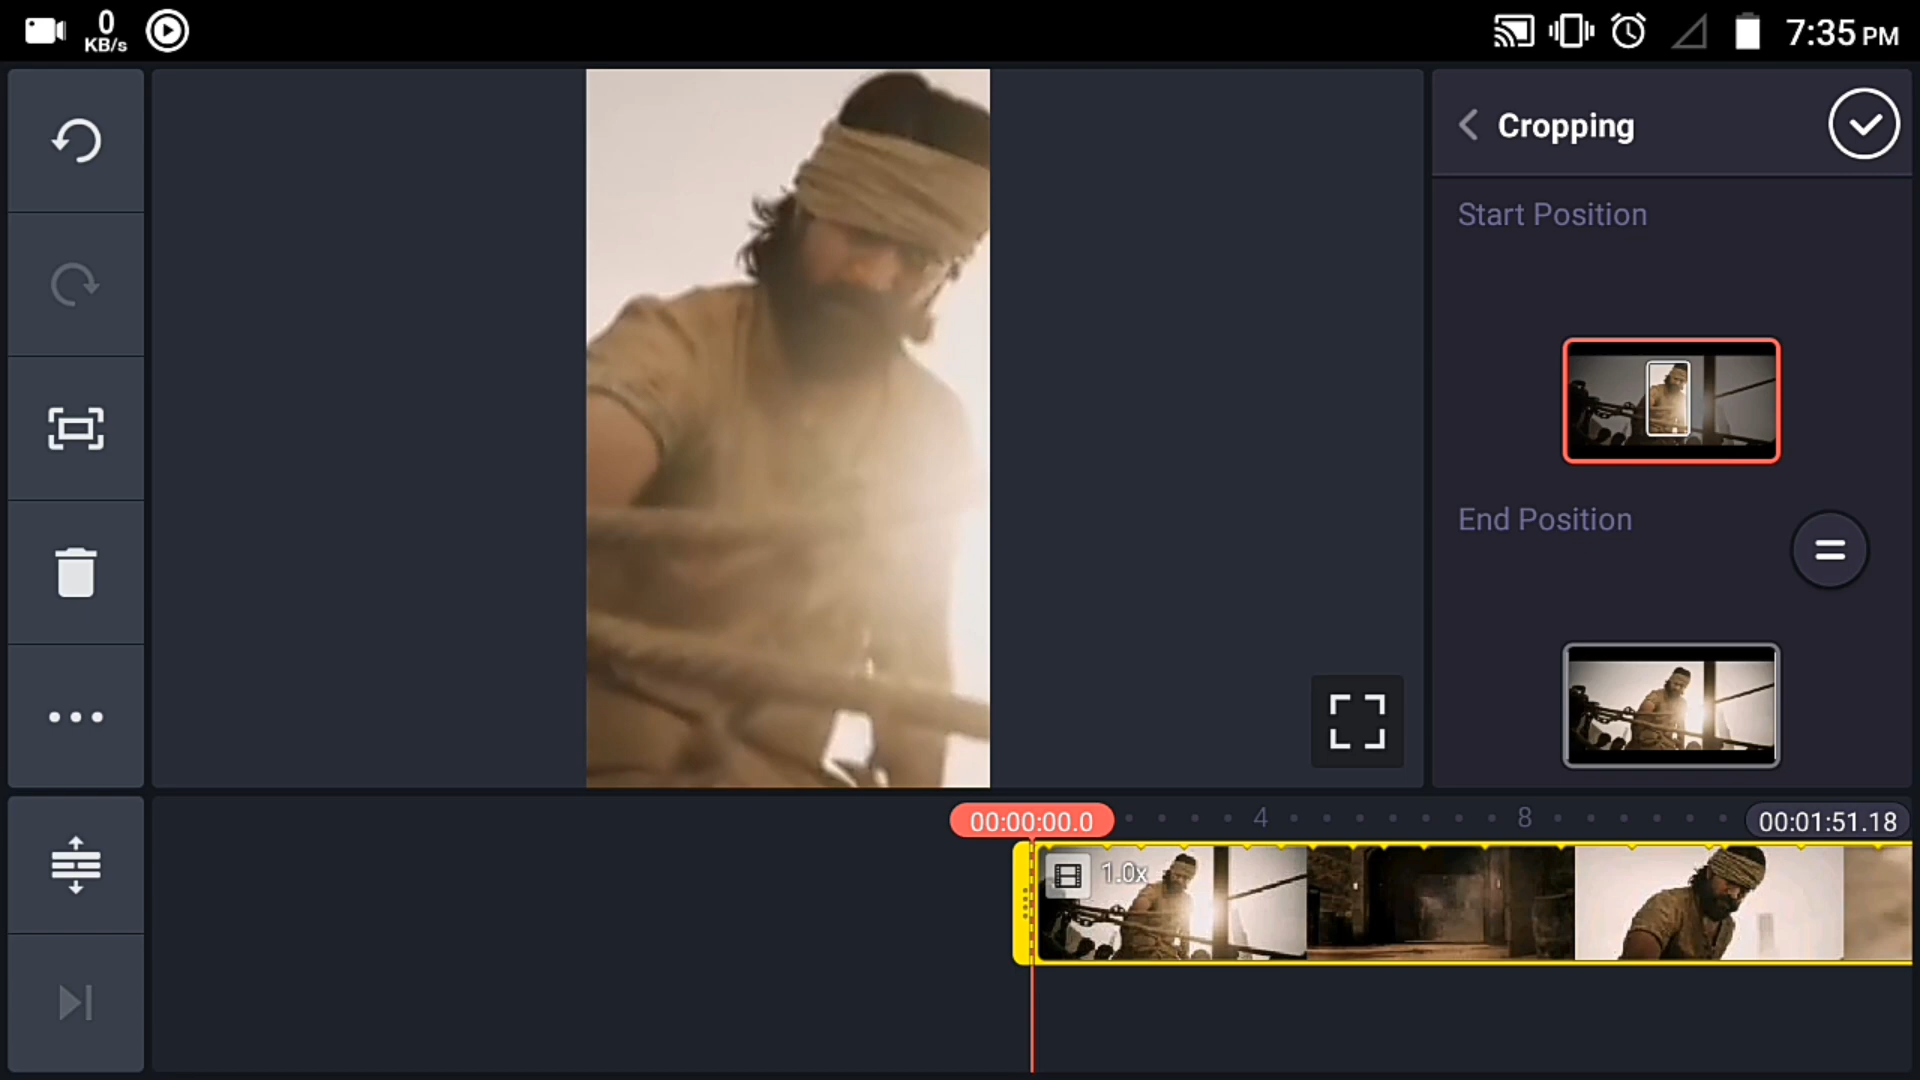 0
KB/s
7:35 PM
Cropping
Start Position
End Position
00:00:00.0
4
8
00:01:51.18
1.0x